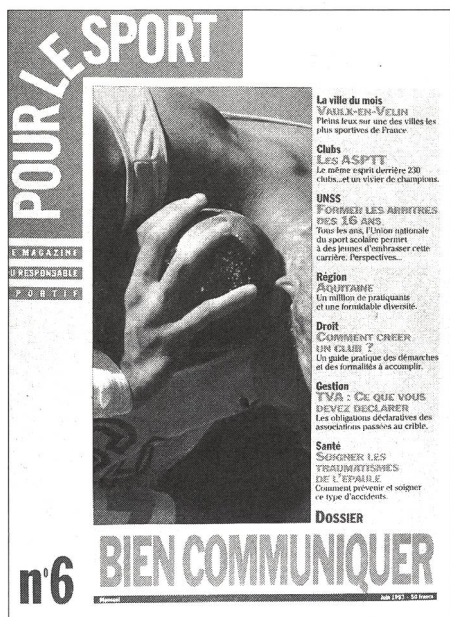 POUR LE SPORT
E MAGAZINE
U RESPONSABLE
PORTIF
La ville du mois
VAULX-EN-VELIN
Pleins feux sur une des villes les
plus sportives de France
Clubs
LES ASPTT
Le même esprit derrière 230
clubs...et un vivier de champions.
UNSS
FORMER LES ARBITRES
DES 16 ANS
Tous les ans, l'Union nationale
du sport scolaire permet
à des jeunes d'embrasser cette
carrière. Perspectives...
Région
AQUITAINE
Un million de pratiquants
et une formidable diversité.
Droit
COMMENT CREER
UN CLUB ?
Un guide pratique des démarches
et des formalités à accomplir.
Gestion
TVA : CE QUE VOUS
DEVEZ DECLARER
Les obligations déclaratives des
associations passées au crible.
Santé
SOIGNER LES
TRAUMATISMES
DE L'EPAULE
Comment prévenir et soigner
ce type d'accidents.
DOSSIER
BIEN COMMUNIQUER
n°6
Mensuel
Juin 1993 - 50 francs